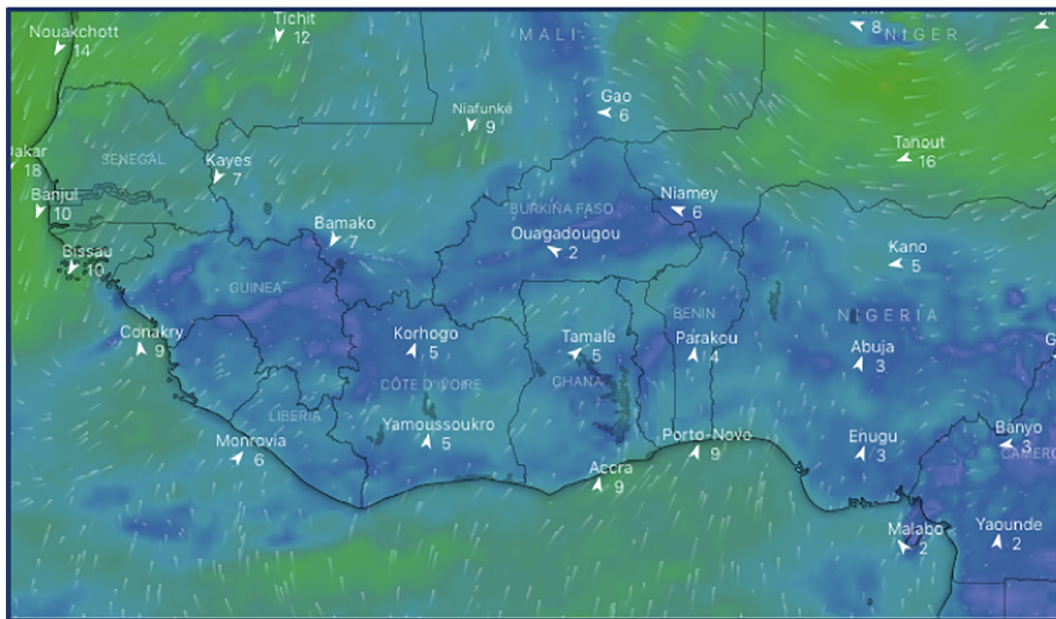 Tichit
12
MALI
8
NIGER
Nouakchott
14
Gao
6
Niafunké
9
Tanout
16
Dakar
18
SENEGAL
Kayes
7
Banjul
10
Niamey
6
BURKINA FASO
Bamako
7
Ouagadougou
2
Bissau
10
Kano
5
GUINEA
BENIN
NIGERIA
Conakry
9
Korhogo
5
Tamale
5
Parakou
4
Abuja
3
CÔTE D'IVOIRE
GHANA
LIBERIA
Monrovia
6
Yamoussoukro
5
Porto-Novo
9
Enugu
3
Banyo
3
CAMERO
Accra
9
Malabo
2
Yaounde
2